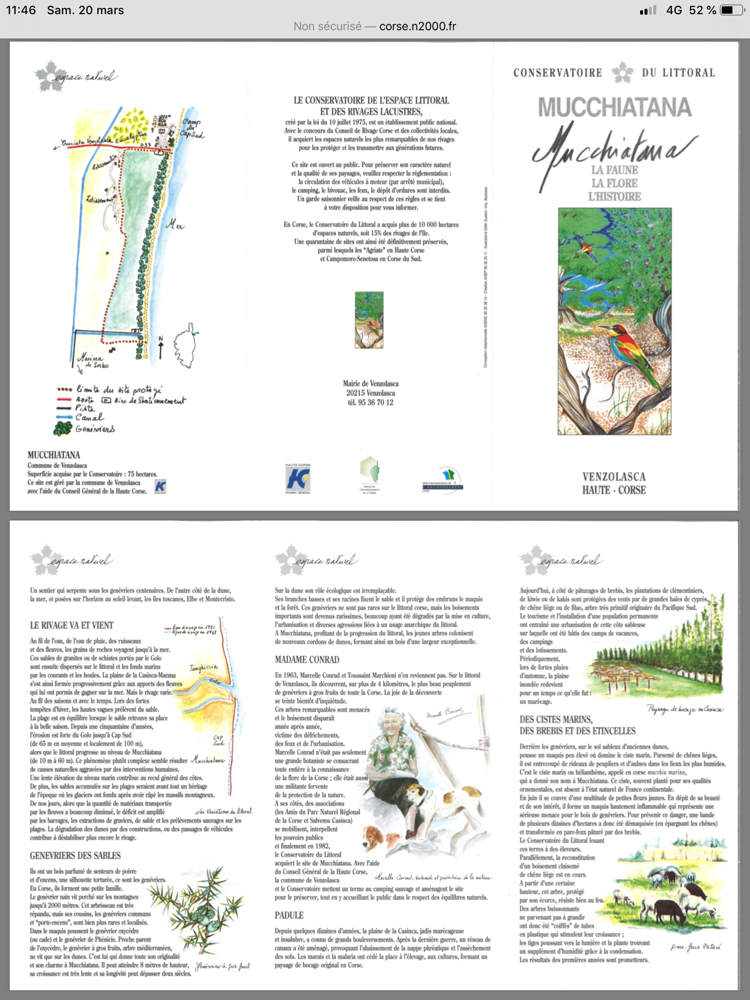 11:46 Sam. 20 mars
4G 52 %
Non sécurisé — corse.n2000.fr
espace naturel
Camp
du
Cap Sud
Cruciata Venzolasca Eucalyptus
D37
Lotissement
Lotissement
Mer
P
P
N
Marina
di Sorbo
limite du site protégé
Route P Aire de Stationnement
Piste
Canal
Genévriers
MUCCHIATANA
Commune de Venzolasca
Superficie acquise par le Conservatoire : 75 hectares.
Ce site est géré par la commune de Venzolasca
avec l'aide du Conseil Général de la Haute Corse.
LE CONSERVATOIRE DE L'ESPACE LITTORAL
ET DES RIVAGES LACUSTRES,
créé par la loi du 10 juillet 1975, est un établissement public national.
Avec le concours du Conseil de Rivage Corse et des collectivités locales,
il acquiert les espaces naturels les plus remarquables de nos rivages
pour les protéger et les transmettre aux générations futures.
Ce site est ouvert au public. Pour préserver son caractère naturel
et la qualité de ses paysages, veuillez respecter la réglementation :
la circulation des véhicules à moteur (par arrêté municipal),
le camping, le bivouac, les feux, le dépôt d'ordures sont interdits.
Un garde saisonnier veille au respect de ces règles et se tient
à votre disposition pour vous informer.
En Corse, le Conservatoire du Littoral a acquis plus de 10 000 hectares
d'espaces naturels, soit 15% des rivages de l'île.
Une quarantaine de sites ont ainsi été définitivement préservés,
parmi lesquels les “Agriate” en Haute Corse
et Campomoro-Senetosa en Corse du Sud.
Mairie de Venzolasca
20215 Venzolasca
tél. 95 36 70 12
HAUTE-CORSE
CONSEIL GENERAL
OFFICE DE
L'ENVIRONNEMENT
DE LA CORSE
DIRECTION REGIONALE DE
L'ENVIRONNEMENT
CORSE
Conception rédactionnelle AGENC 95 32 38 14 - Création AGEP 95 32 35 11 - Illustrations Edith Guidoni - Imp. Bastiaise
CONSERVATOIRE DU LITTORAL
MUCCHIATANA
Mucchiatana
LA FAUNE
LA FLORE
L'HISTOIRE
VENZOLASCA
HAUTE - CORSE
espace naturel
Un sentier qui serpente sous les genévriers centenaires. De l'autre côté de la dune,
la mer, et posées sur l'horizon au soleil levant, les îles toscanes, Elbe et Montecristo.
LE RIVAGE VA ET VIENT
ligne de rivage en 1981
ligne de rivage en 1948
Au fil de l'eau, de l'eau de pluie, des ruisseaux
et des fleuves, les grains de roches voyagent jusqu'à la mer.
Ces sables de granites ou de schistes portés par le Golo
sont ensuite dispersés sur le littoral et les fonds marins
par les courants et les houles. La plaine de la Casinca-Marana
s'est ainsi formée progressivement grâce aux apports des fleuves
qui lui ont permis de gagner sur la mer. Mais le rivage varie.
Au fil des saisons et avec le temps. Lors des fortes
tempêtes d'hiver, les hautes vagues prélèvent du sable.
La plage est en équilibre lorsque le sable retrouve sa place
à la belle saison. Depuis une cinquantaine d'années,
l'érosion est forte du Golo jusqu'à Cap Sud
(de 65 m en moyenne et localement de 100 m),
alors que le littoral progresse au niveau de Mucchiatana
(de 10 m à 60 m). Ce phénomène plutôt complexe semble résulter
de causes naturelles aggravées par des interventions humaines.
Une lente élévation du niveau marin contribue au recul général des côtes.
De plus, les sables accumulés sur les plages seraient avant tout un héritage
de l'époque où les glaciers ont fondu après avoir râpé les massifs montagneux.
De nos jours, alors que la quantité de matériaux transportés
par les fleuves a beaucoup diminué, le déficit est amplifié
par les barrages, les extractions de graviers, de sable et les prélèvements sauvages sur les
plages. La dégradation des dunes par des constructions, ou des passages de véhicules
contribue à déstabiliser plus encore le rivage.
Tanghiccia
Golo
Cap
Sud
Mucchiatana
Les Variations du littoral
GENEVRIERS DES SABLES
Ils ont un bois parfumé de senteurs de poivre
et d'encens, une silhouette torturée, ce sont les genévriers.
En Corse, ils forment une petite famille.
Le genévrier nain vit perché sur les montagnes
jusqu'à 2000 mètres. Cet arbrisseau est très
répandu, mais ses cousins, les genévriers communs
et “porte-encens”, sont bien plus rares et localisés.
Dans le maquis poussent le genévrier oxycèdre
(ou cade) et le genévrier de Phénicie. Proche parent
de l'oxycèdre, le genévrier à gros fruits, arbre méditerranéen,
ne vit que sur les dunes. C'est lui qui donne toute son originalité
et son charme à Mucchiatana. Il peut atteindre 8 mètres de hauteur,
sa croissance est très lente et sa longévité peut dépasser deux siècles.
Genévrier à gros fruit
espace naturel
Sur la dune son rôle écologique est irremplaçable.
Ses branches basses et ses racines fixent le sable et il protège des embruns le maquis
et la forêt. Ces genévriers ne sont pas rares sur le littoral corse, mais les boisements
importants sont devenus rarissimes, beaucoup ayant été dégradés par la mise en culture,
l'urbanisation et diverses agressions liées à un usage anarchique du littoral.
A Mucchiatana, profitant de la progression du littoral, les jeunes arbres colonisent
de nouveaux cordons de dunes, formant ainsi un bois d'une largeur exceptionnelle.
MADAME CONRAD
En 1963, Marcelle Conrad et Toussaint Marchioni n'en reviennent pas. Sur le littoral
de Venzolasca, ils découvrent, sur plus de 4 kilomètres, le plus beau peuplement
de genévriers à gros fruits de toute la Corse. La joie de la découverte
se teinte bientôt d'inquiétude.
Ces arbres remarquables sont menacés
et le boisement disparaît
année après année,
victime des défrichements,
des feux et de l'urbanisation.
Marcelle Conrad n'était pas seulement
une grande botaniste se consacrant
toute entière à la connaissance
de la flore de la Corse ; elle était aussi
une militante fervente
de la protection de la nature.
A ses côtés, des associations
(les Amis du Parc Naturel Régional
de la Corse et Salvemu Casinca)
se mobilisent, interpellent
les pouvoirs publics
et finalement en 1982,
le Conservatoire du Littoral
acquiert le site de Mucchiatana. Avec l'aide
du Conseil Général de la Haute Corse,
la commune de Venzolasca
et le Conservatoire mettent un terme au camping sauvage et aménagent le site
pour le préserver, tout en y accueillant le public dans le respect des équilibres naturels.
Marcelle Conrad
Marcelle Conrad, botaniste et protectrice de la nature
PADULE
Depuis quelques dizaines d'années, la plaine de la Casinca, jadis marécageuse
et insalubre, a connu de grands bouleversements. Après la dernière guerre, un réseau de
canaux a été aménagé, provoquant l'abaissement de la nappe phréatique et l'assèchement
des sols. Les marais et la malaria ont cédé la place à l'élevage, aux cultures, formant un
paysage de bocage original en Corse.
espace naturel
Aujourd'hui, à côté de pâturages de brebis, les plantations de clémentiniers,
de kiwis ou de kakis sont protégées des vents par de grandes haies de cyprès,
de chêne liège ou de filao, arbre très primitif originaire du Pacifique Sud.
Le tourisme et l'installation d'une population permanente
ont entraîné une urbanisation de cette côte sableuse
sur laquelle ont été bâtis des camps de vacances,
des campings
et des lotissements.
Périodiquement,
lors de fortes pluies
d'automne, la plaine
inondée redevient
pour un temps ce qu'elle fut :
un marécage.
Paysage de bocage en Casinca
DES CISTES MARINS,
DES BREBIS ET DES ETINCELLES
Derrière les genévriers, sur le sol sableux d'anciennes dunes,
pousse un maquis peu élevé où domine le ciste marin. Parsemé de chênes lièges,
il est entrecoupé de rideaux de peupliers et d'aulnes dans les lieux les plus humides.
C'est le ciste marin ou hélianthème, appelé en corse mucchiu marinu,
qui a donné son nom à Mucchiatana. Ce ciste, souvent planté pour ses qualités
ornementales, est absent à l'état naturel de France continentale.
En juin il se couvre d'une multitude de petites fleurs jaunes. En dépit de sa beauté
et de son intérêt, il forme un maquis hautement inflammable qui représente une
sérieuse menace pour le bois de genévriers. Pour prévenir ce danger, une bande
de plusieurs dizaines d'hectares a donc été démaquisée (en épargnant les chênes)
et transformée en pare-feux pâturé par des brebis.
Le Conservatoire du Littoral louant
ces terres à des éleveurs.
Parallèlement, la reconstitution
d'un boisement claisemé
de chêne liège est en cours.
A partir d'une certaine
hauteur, cet arbre, protégé
par son écorce, résiste bien au feu.
Des arbres buissonnants
ne parvenant pas à grandir
ont donc été “coiffés” de tubes
en plastique qui stimulent leur croissance ;
les tiges poussant vers la lumière et la plante trouvant
un supplément d'humidité grâce à la condensation.
Les résultats des premières années sont prometteurs.
pare-feux Pâturé